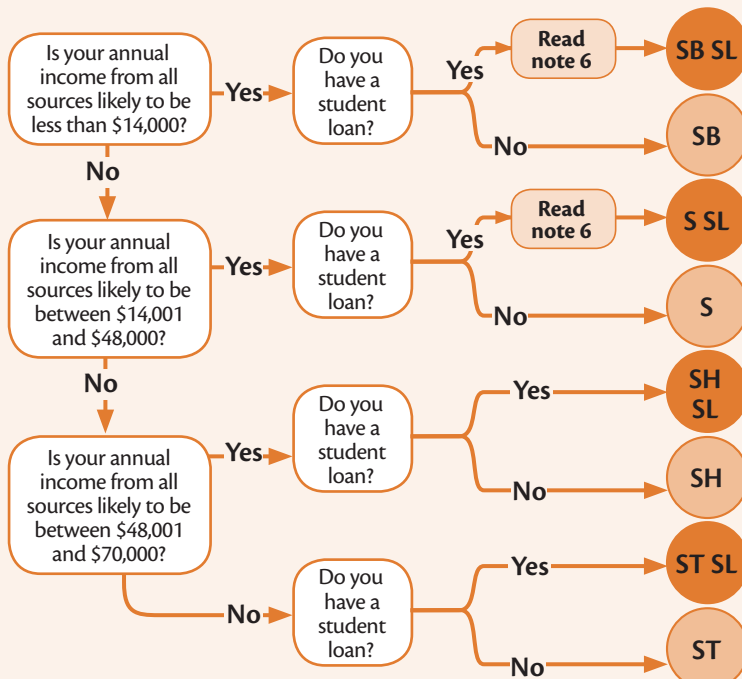 Is your annual
income from all
sources likely to be
less than $14,000?
Yes
Do you
have a
student
loan?
Yes
Read
note 6
SB SL
No
SB
No
Is your annual
income from all
sources likely to be
between $14,001
and $48,000?
Yes
Do you
have a
student
loan?
Yes
Read
note 6
S SL
No
S
No
Is your annual
income from all
sources likely to be
between $48,001
and $70,000?
Yes
Do you
have a
student
loan?
Yes
SH
SL
No
SH
No
Do you
have a
student
loan?
Yes
ST SL
No
ST